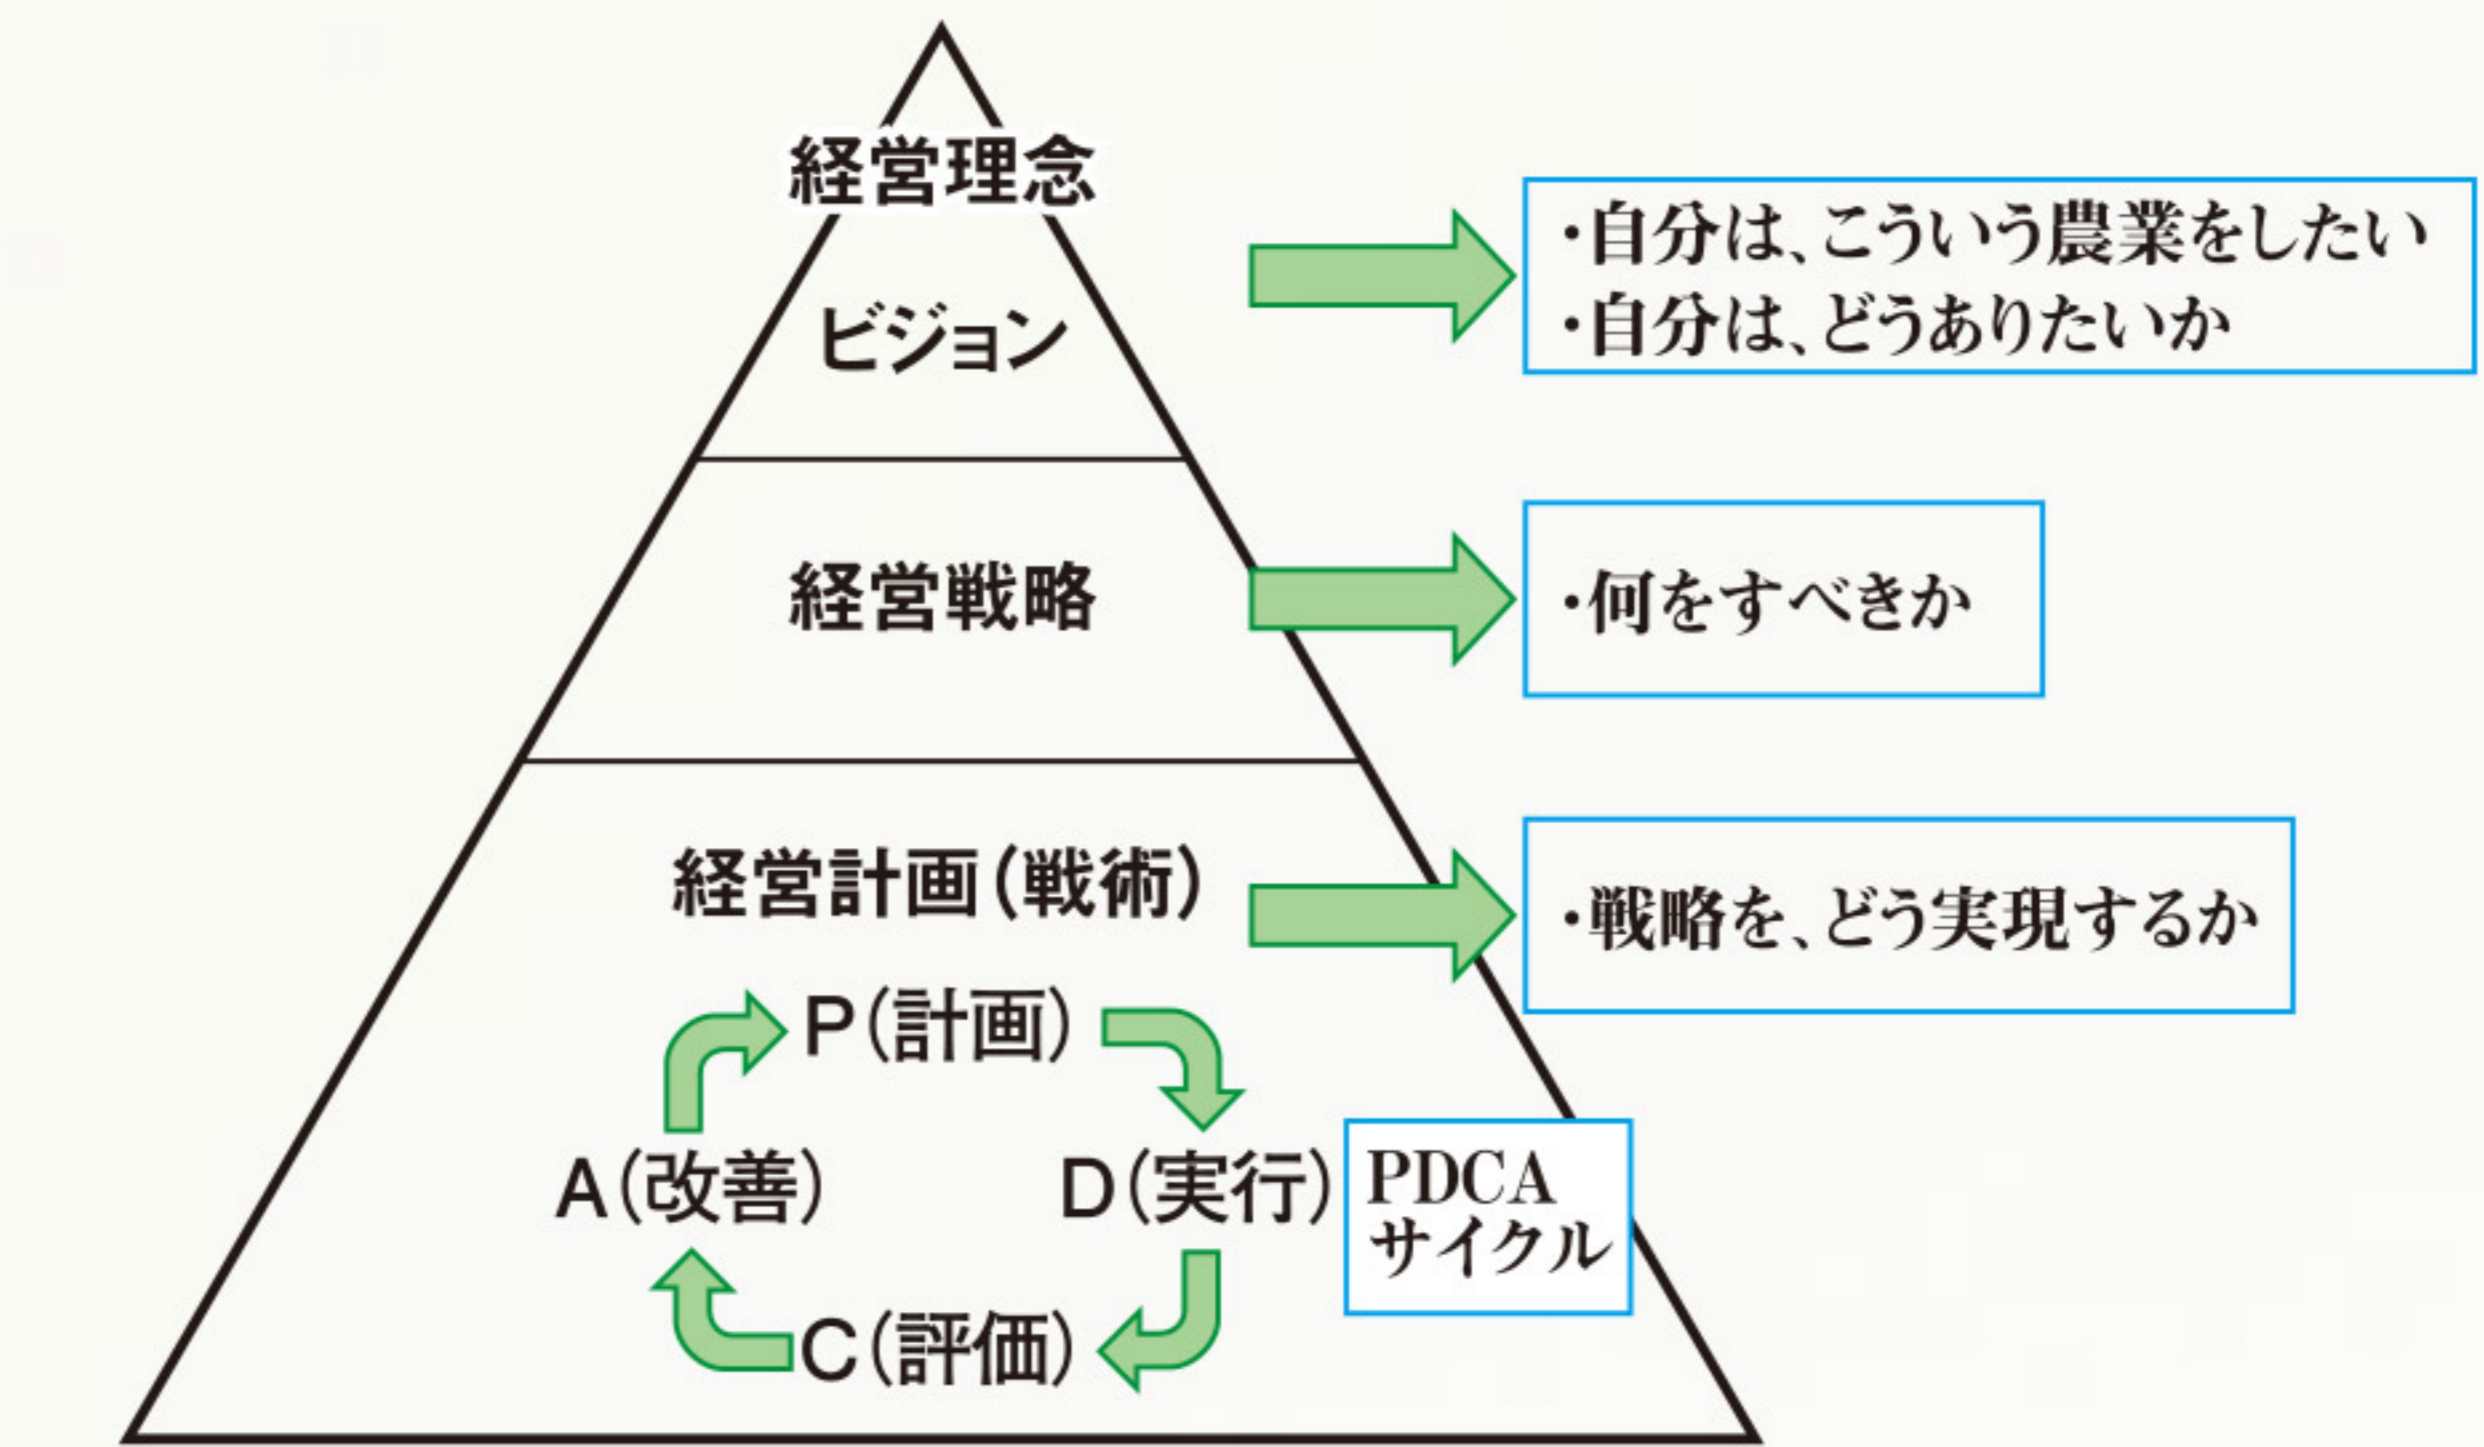 経営理念
ビジョン
・自分は、こういう農業をしたい
・自分は、どうありたいか
経営戦略
・何をすべきか
経営計画(戦術)
・戦略を、どう実現するか
P(計画)
A(改善)
D(実行)
PDCA
サイクル
C(評価)